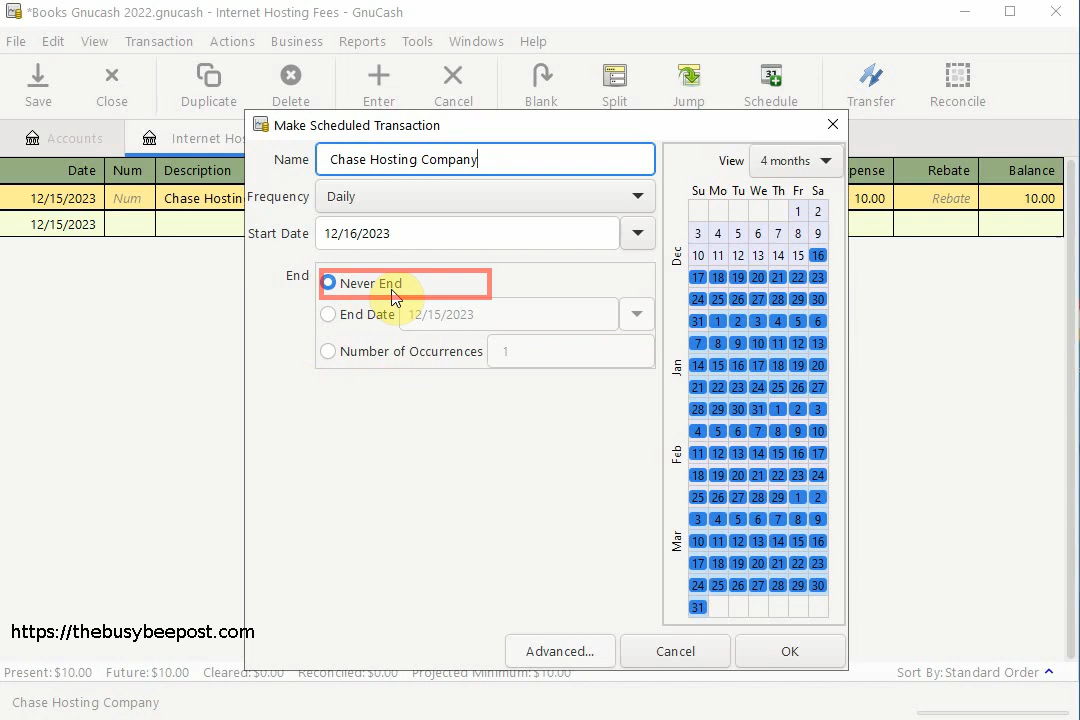 *Books Gnucash 2022.gnucash - Internet Hosting Fees - GnuCash
File Edit View Transaction Actions Business Reports Tools Windows Help
Save Close Duplicate Delete Enter Cancel Blank Split Jump Schedule Transfer Reconcile
Accounts Internet Hos
Make Scheduled Transaction
Date Num Description pense Rebate Balance
12/15/2023 Num Chase Hostin 10.00 Rebate 10.00
12/15/2023
Name Chase Hosting Company
Frequency Daily
Start Date 12/16/2023
End Never End
End Date 12/15/2023
Number of Occurrences 1
View 4 months
Su Mo Tu We Th Fr Sa
1 2
3 4 5 6 7 8 9
Dec 10 11 12 13 14 15 16
17 18 19 20 21 22 23
24 25 26 27 28 29 30
31 1 2 3 4 5 6
7 8 9 10 11 12 13
Jan 14 15 16 17 18 19 20
21 22 23 24 25 26 27
28 29 30 31 1 2 3
4 5 6 7 8 9 10
Feb 11 12 13 14 15 16 17
18 19 20 21 22 23 24
25 26 27 28 29 1 2
3 4 5 6 7 8 9
Mar 10 11 12 13 14 15 16
17 18 19 20 21 22 23
24 25 26 27 28 29 30
31
https://thebusybeepost.com
Advanced... Cancel OK
Present: $10.00 Future: $10.00 Cleared: $0.00 Reconciled: $0.00 Projected Minimum: $10.00 Sort By: Standard Order
Chase Hosting Company